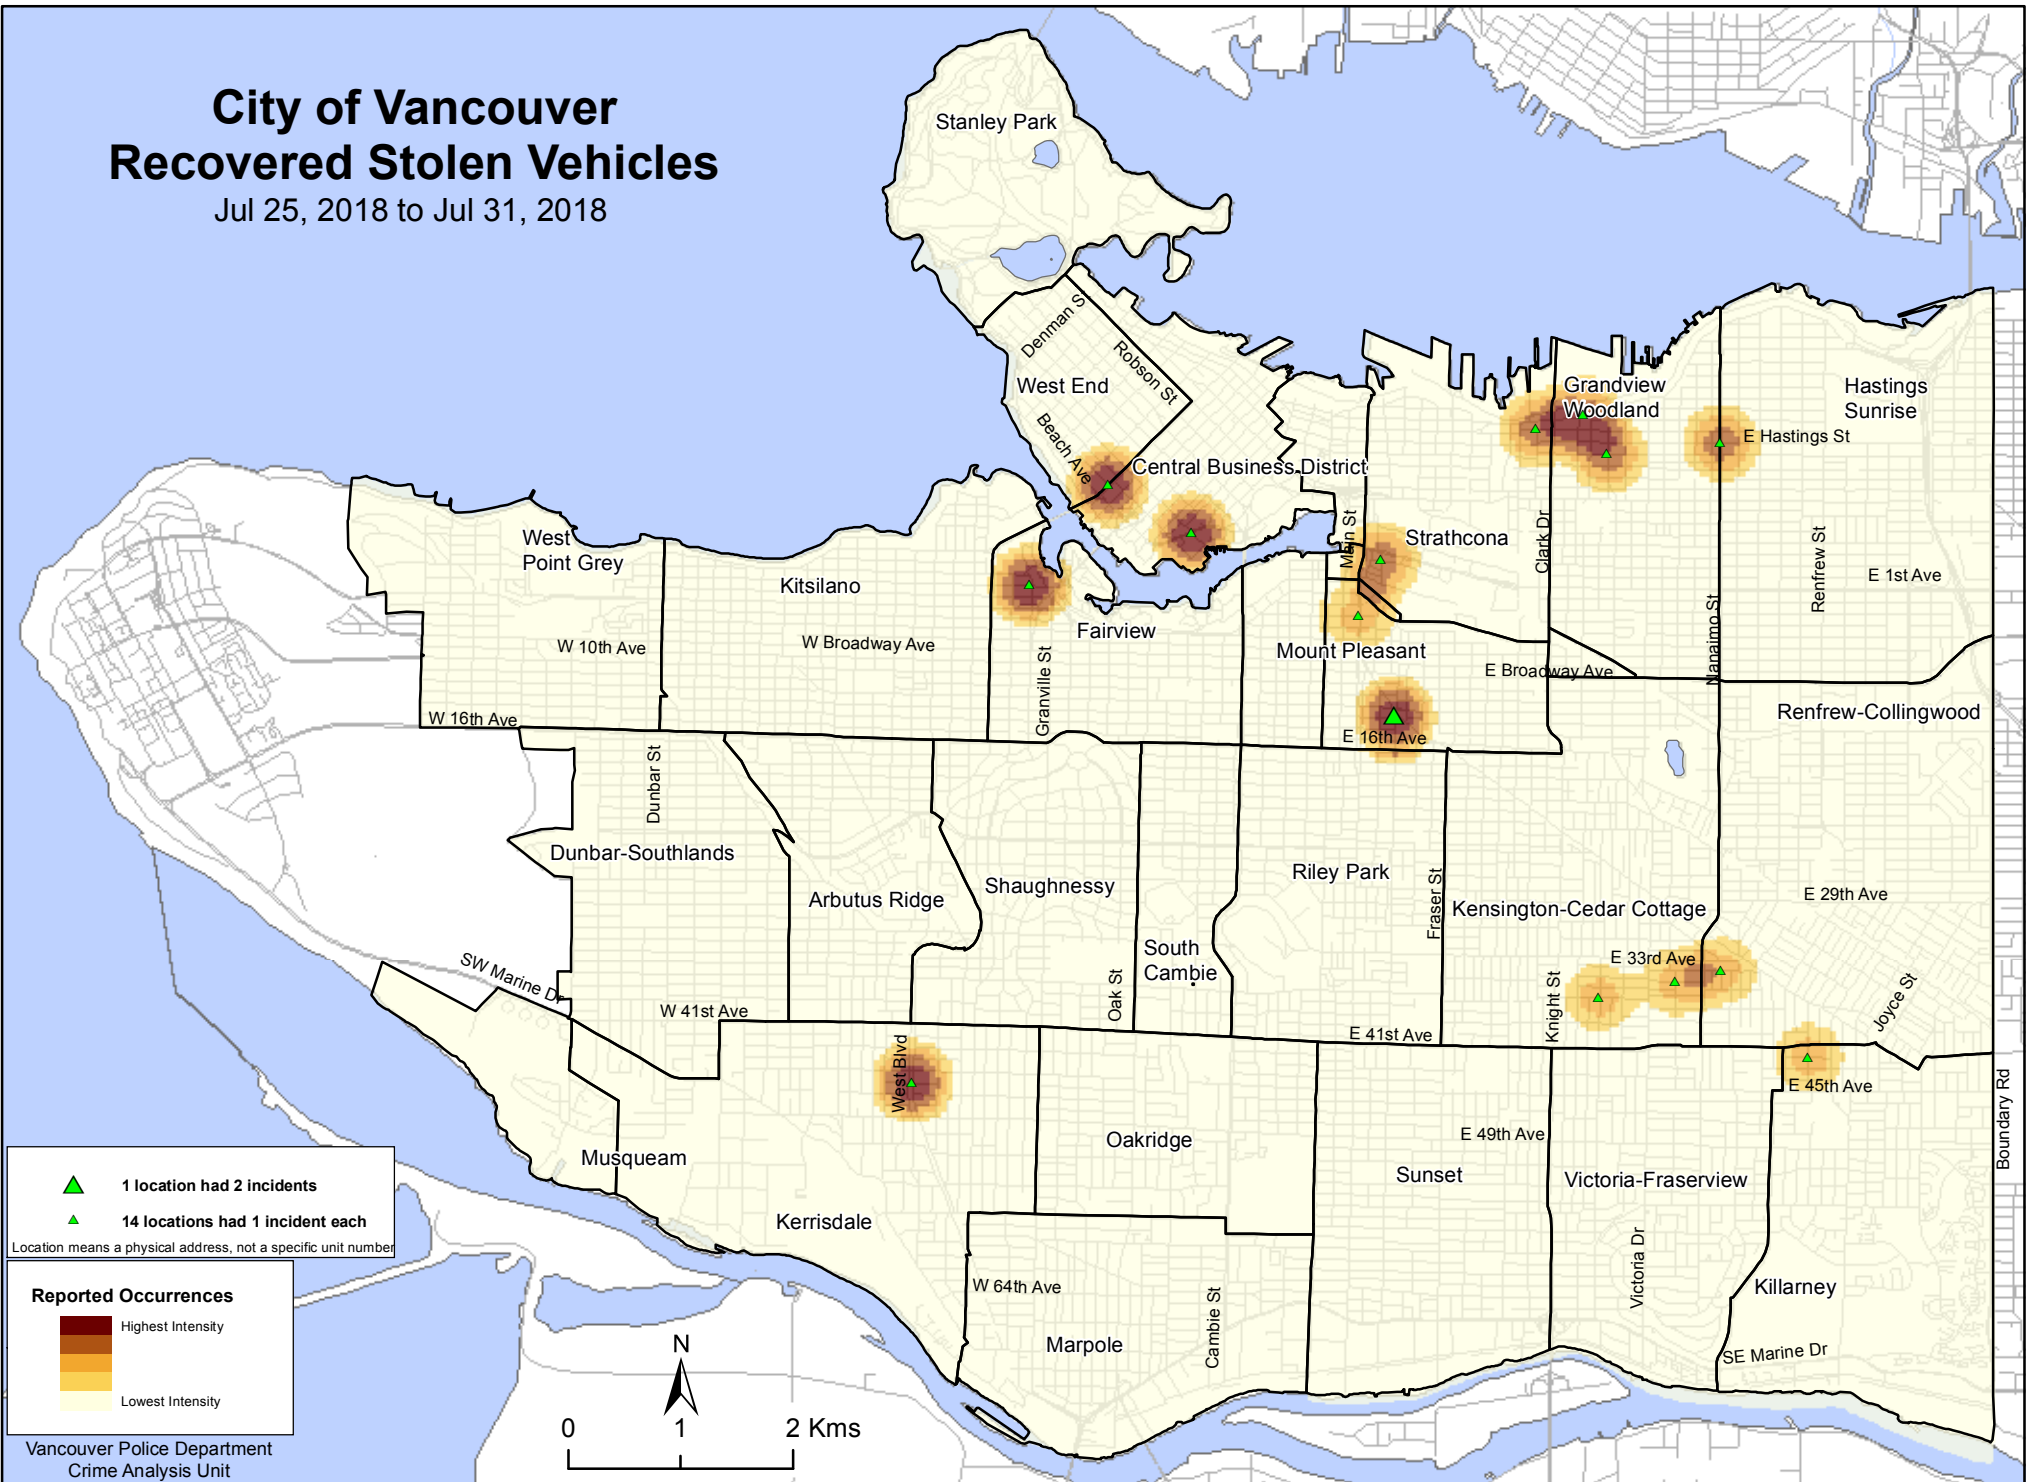 City of Vancouver
Recovered Stolen Vehicles
Jul 25, 2018 to Jul 31, 2018
Stanley Park
Denman S
Robson St
West End
Beach Ave
Central Business District
Grandview
Woodland
Hastings
Sunrise
E Hastings St
West
Point Grey
Kitsilano
Fairview
Main St
Strathcona
Clark Dr
Nanaimo St
Renfrew St
E 1st Ave
W 10th Ave
W Broadway Ave
Granville St
Mount Pleasant
E Broadway Ave
W 16th Ave
E 16th Ave
Renfrew-Collingwood
Dunbar St
Dunbar-Southlands
Arbutus Ridge
Shaughnessy
South
Cambie
Riley Park
Fraser St
Kensington-Cedar Cottage
E 29th Ave
E 33rd Ave
SW Marine Dr
W 41st Ave
Oak St
E 41st Ave
Knight St
Joyce St
West Blvd
E 45th Ave
Boundary Rd
Musqueam
Kerrisdale
Oakridge
E 49th Ave
Sunset
Victoria-Fraserview
Victoria Dr
Killarney
W 64th Ave
Marpole
Cambie St
SE Marine Dr
1 location had 2 incidents
14 locations had 1 incident each
Location means a physical address, not a specific unit number
Reported Occurrences
Highest Intensity
Lowest Intensity
Vancouver Police Department
Crime Analysis Unit
N
0 1 2 Kms